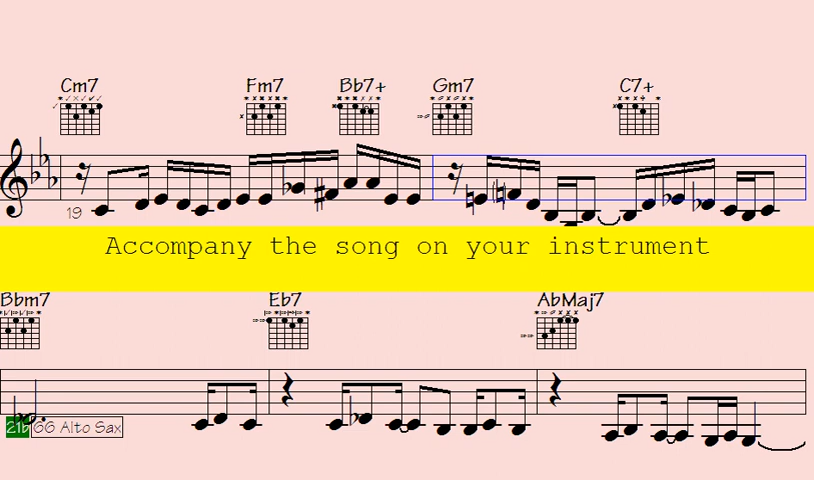 Cm7 Fm7 Bb7+ Gm7 C7+
19
Accompany the song on your instrument
Bbm7 Eb7 AbMaj7
21b 66 Alto Sax